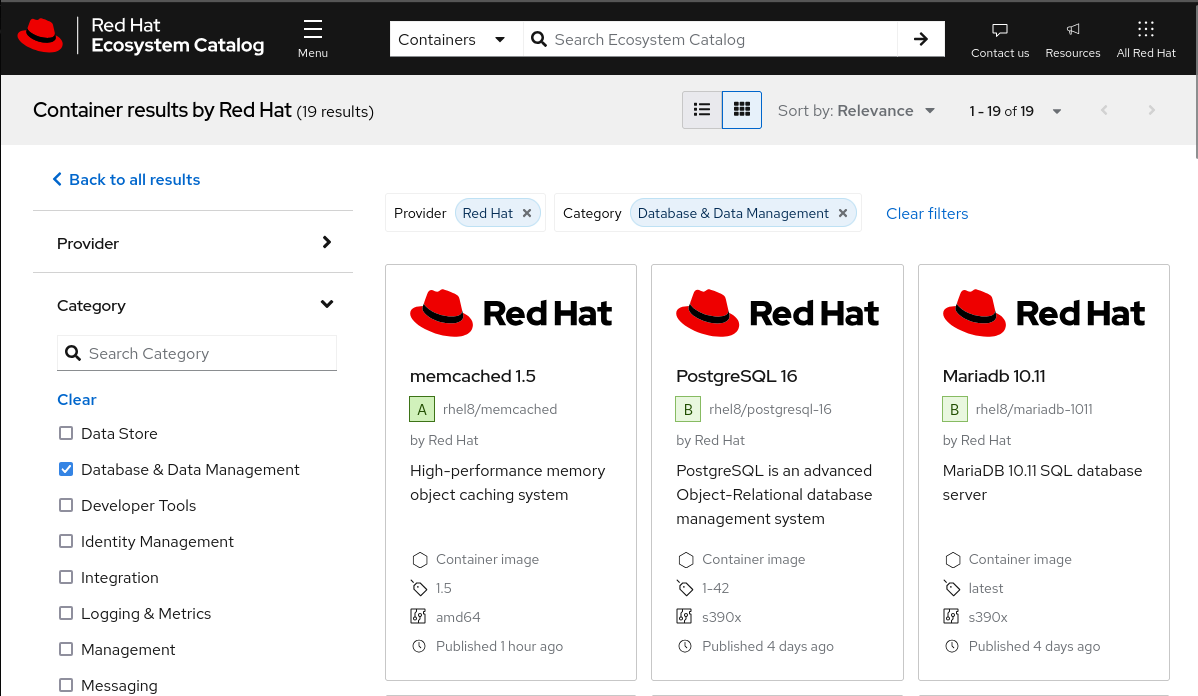 Red Hat
Ecosystem Catalog
Menu
Containers
Search Ecosystem Catalog
Contact us
Resources
All Red Hat
Container results by Red Hat (19 results)
Sort by: Relevance
1 - 19 of 19
Back to all results
Provider
Category
Search Category
Clear
Data Store
Database & Data Management
Developer Tools
Identity Management
Integration
Logging & Metrics
Management
Messaging
Provider Red Hat
Category Database & Data Management
Clear filters
Red Hat
memcached 1.5
A rhel8/memcached
by Red Hat
High-performance memory
object caching system
Container image
1.5
amd64
Published 1 hour ago
Red Hat
PostgreSQL 16
B rhel8/postgresql-16
by Red Hat
PostgreSQL is an advanced
Object-Relational database
management system
Container image
1-42
s390x
Published 4 days ago
Red Hat
Mariadb 10.11
B rhel8/mariadb-1011
by Red Hat
MariaDB 10.11 SQL database
server
Container image
latest
s390x
Published 4 days ago